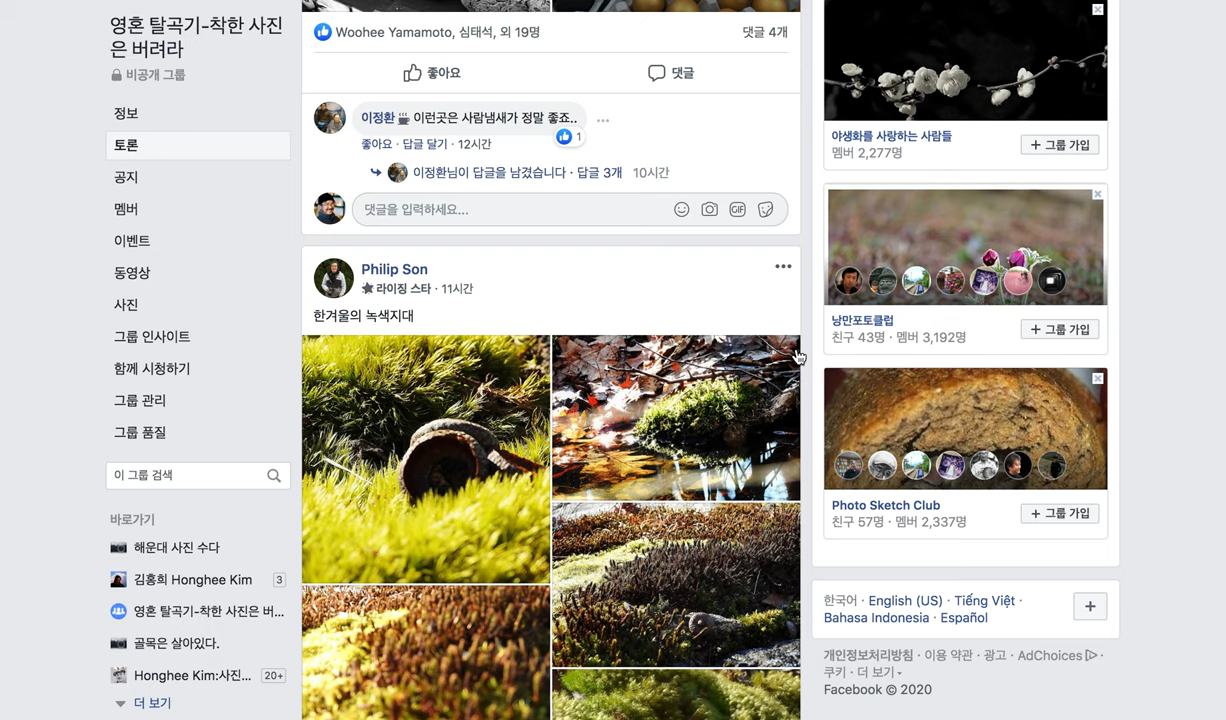 영혼 탈곡기-착한 사진
은 버려라
비공개 그룹
정보
토론
공지
멤버
이벤트
동영상
사진
그룹 인사이트
함께 시청하기
그룹 관리
그룹 품질
이 그룹 검색
바로가기
해운대 사진 수다
김홍희 Honghee Kim 3
영혼 탈곡기-착한 사진은 버...
골목은 살아있다.
Honghee Kim:사진... 20+
더 보기
Woohee Yamamoto, 심태석, 외 19명 댓글 4개
좋아요 댓글
이정환 이런곳은 사람냄새가 정말 좋죠..
1
좋아요 · 답글 달기 · 12시간
이정환님이 답글을 남겼습니다 · 답글 3개 10시간
댓글을 입력하세요... GIF
Philip Son
라이징 스타 · 11시간
한겨울의 녹색지대
야생화를 사랑하는 사람들
멤버 2,277명
+ 그룹 가입
낭만포토클럽
친구 43명 · 멤버 3,192명
+ 그룹 가입
Photo Sketch Club
친구 57명 · 멤버 2,337명
+ 그룹 가입
한국어 · English (US) · Tiếng Việt ·
Bahasa Indonesia · Español
개인정보처리방침 · 이용 약관 · 광고 · AdChoices ·
쿠키 · 더 보기
Facebook © 2020